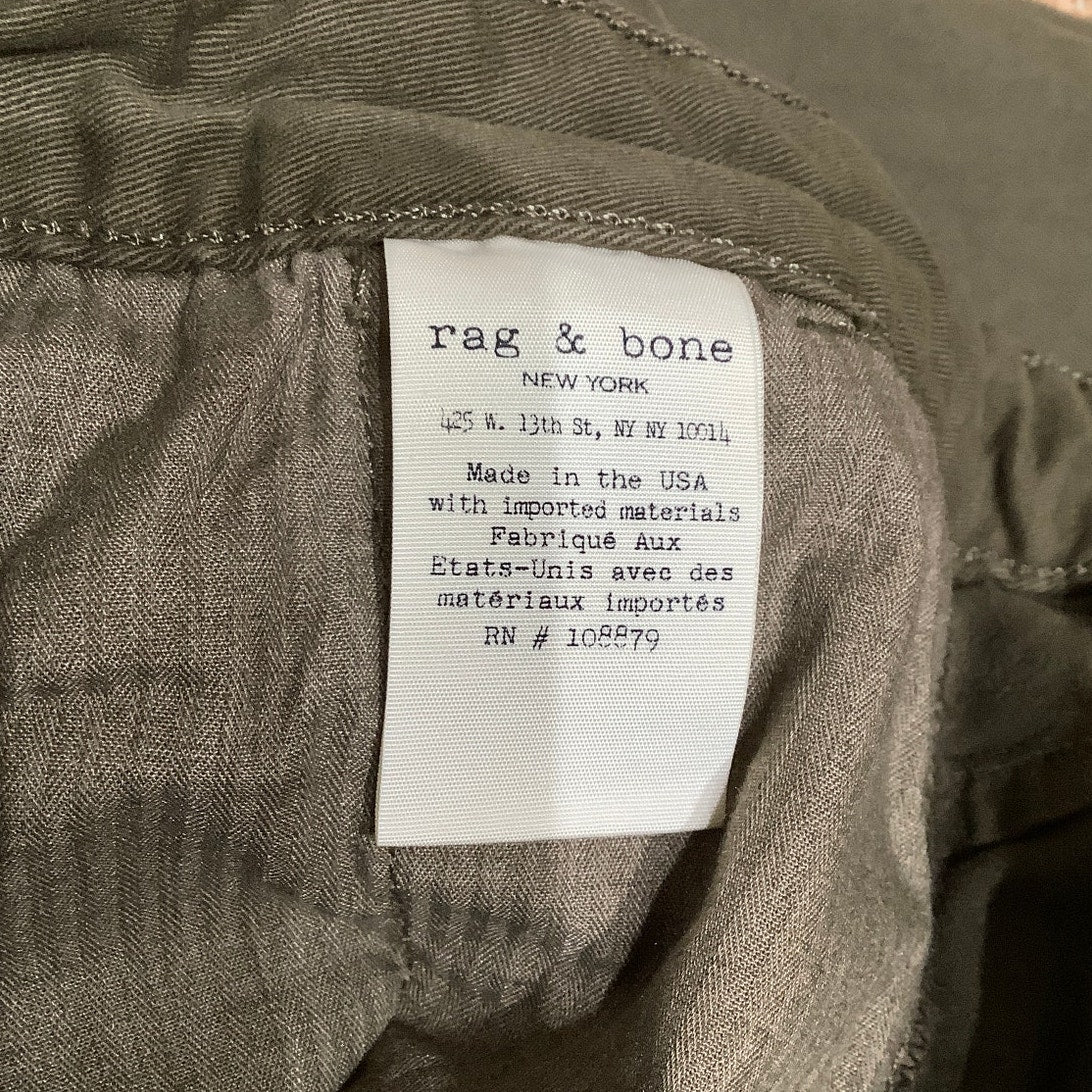 rag & bone
NEW YORK
425 W. 13th St, NY NY 10014
Made in the USA
with imported materials
Fabriqué Aux
Etats-Unis avec des
matériaux importés
RN # 108879